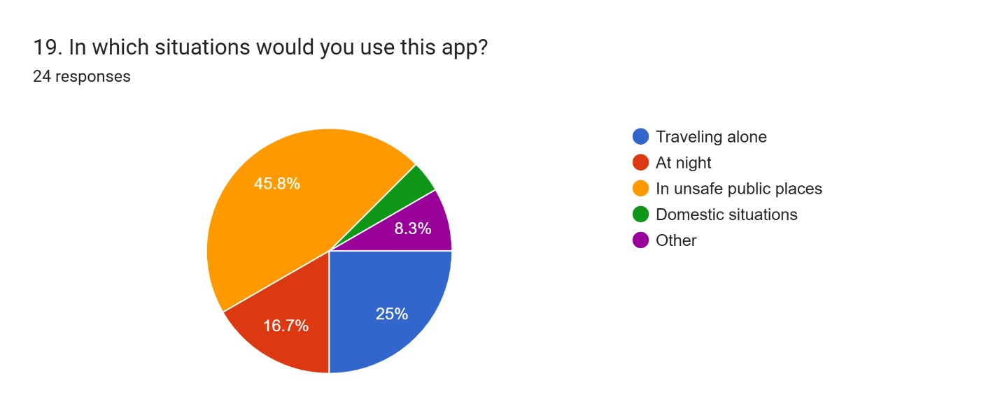 19. In which situations would you use this app?
24 responses
45.8%
8.3%
25%
16.7%
Traveling alone
At night
In unsafe public places
Domestic situations
Other